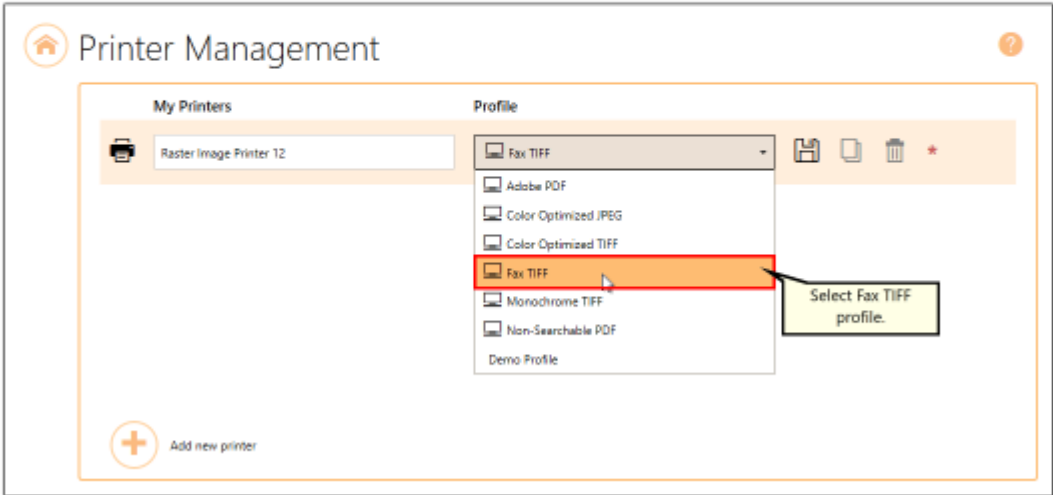 Printer Management
?
My Printers
Profile
Raster Image Printer 12
Fax TIFF
*
Adobe PDF
Color Optimized JPEG
Color Optimized TIFF
Fax TIFF
Monochrome TIFF
Non-Searchable PDF
Demo Profile
Select Fax TIFF
profile.
Add new printer